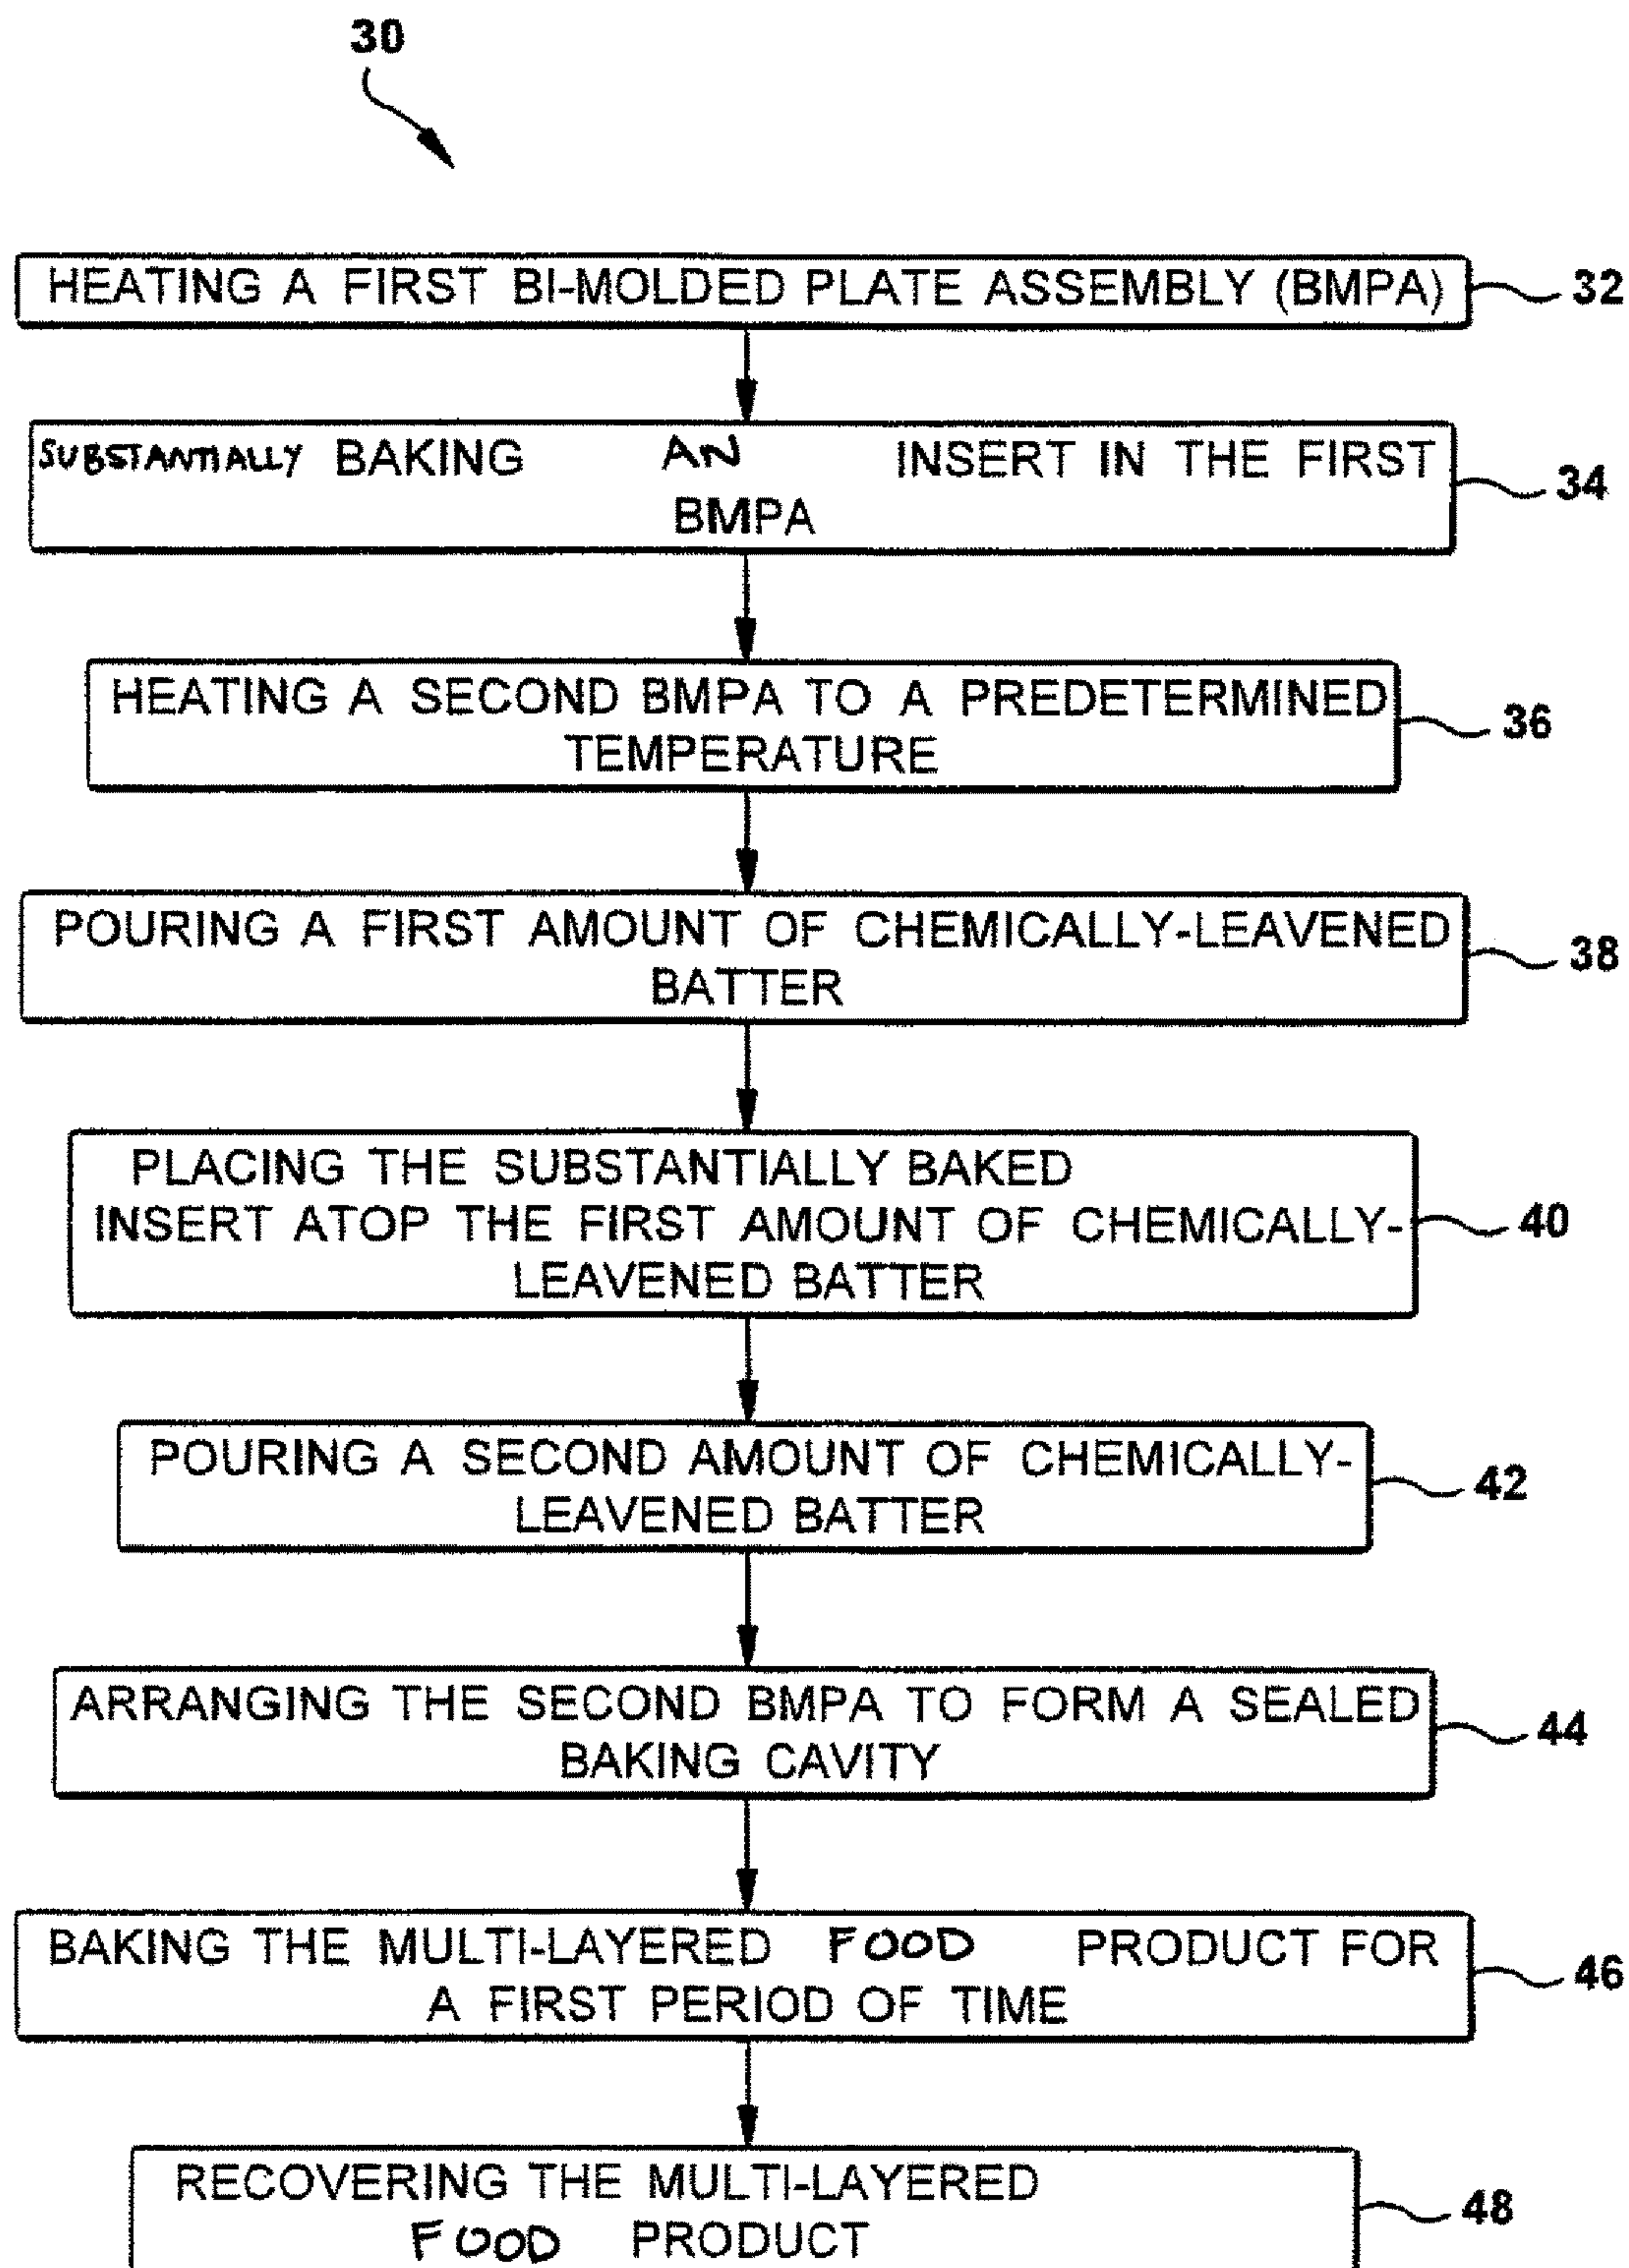 30
HEATING A FIRST BI-MOLDED PLATE ASSEMBLY (BMPA) 32
SUBSTANTIALLY BAKING AN INSERT IN THE FIRST
BMPA 34
HEATING A SECOND BMPA TO A PREDETERMINED
TEMPERATURE 36
POURING A FIRST AMOUNT OF CHEMICALLY-LEAVENED
BATTER 38
PLACING THE SUBSTANTIALLY BAKED
INSERT ATOP THE FIRST AMOUNT OF CHEMICALLY- 40
LEAVENED BATTER
POURING A SECOND AMOUNT OF CHEMICALLY-
LEAVENED BATTER 42
ARRANGING THE SECOND BMPA TO FORM A SEALED
BAKING CAVITY 44
BAKING THE MULTI-LAYERED FOOD PRODUCT FOR
A FIRST PERIOD OF TIME 46
RECOVERING THE MULTI-LAYERED
FOOD PRODUCT 48